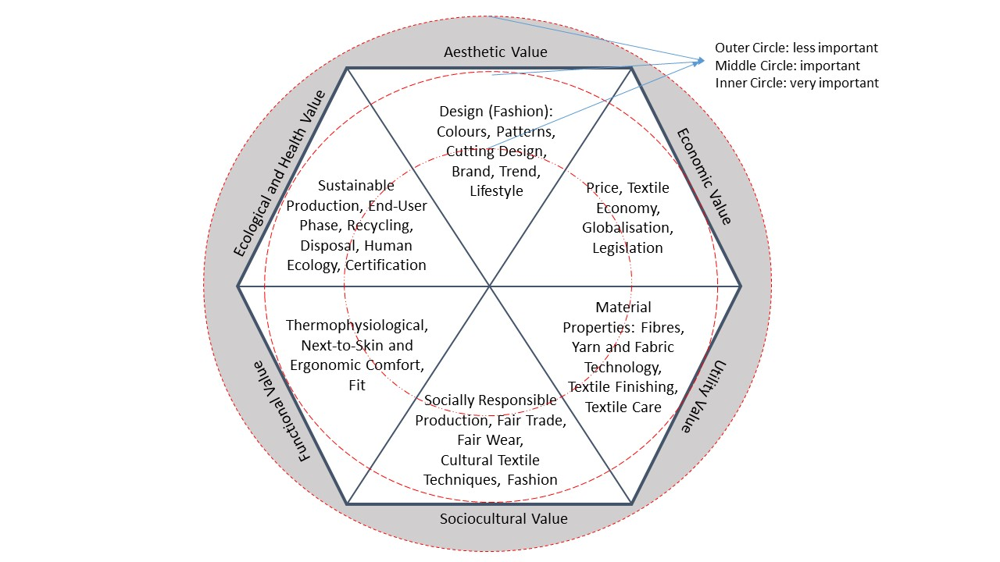 Aesthetic Value
Outer Circle: less important
Middle Circle: important
Inner Circle: very important
Ecological and Health Value
Economic Value
Design (Fashion):
Colours, Patterns,
Cutting Design,
Brand, Trend,
Lifestyle
Sustainable
Production, End-User
Phase, Recycling,
Disposal, Human
Ecology, Certification
Price, Textile
Economy,
Globalisation,
Legislation
Thermophysiological,
Next-to-Skin and
Ergonomic Comfort,
Fit
Material
Properties: Fibres,
Yarn and Fabric
Technology,
Textile Finishing,
Textile Care
Functional Value
Utility Value
Socially Responsible
Production, Fair Trade,
Fair Wear,
Cultural Textile
Techniques, Fashion
Sociocultural Value